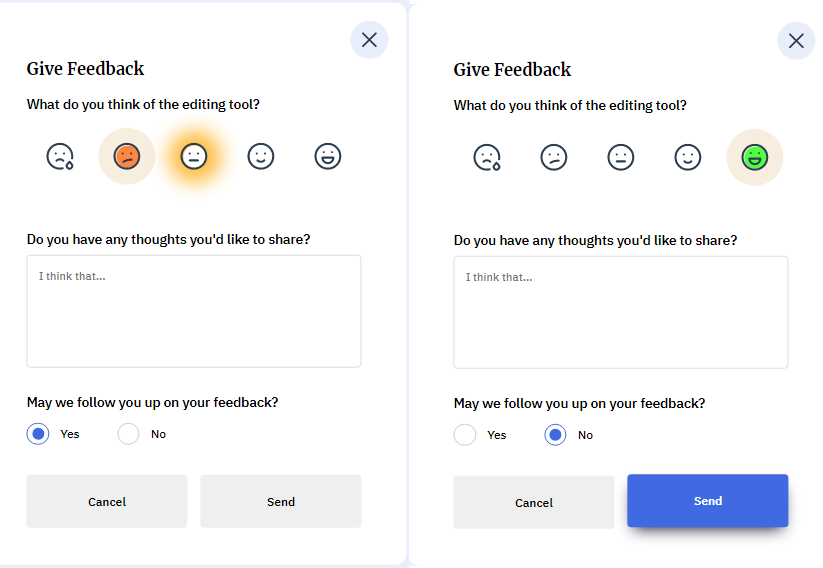 Give Feedback
What do you think of the editing tool?
Do you have any thoughts you'd like to share?
I think that...
May we follow you up on your feedback?
Yes No
Cancel Send
Give Feedback
What do you think of the editing tool?
Do you have any thoughts you'd like to share?
I think that...
May we follow you up on your feedback?
Yes No
Cancel Send